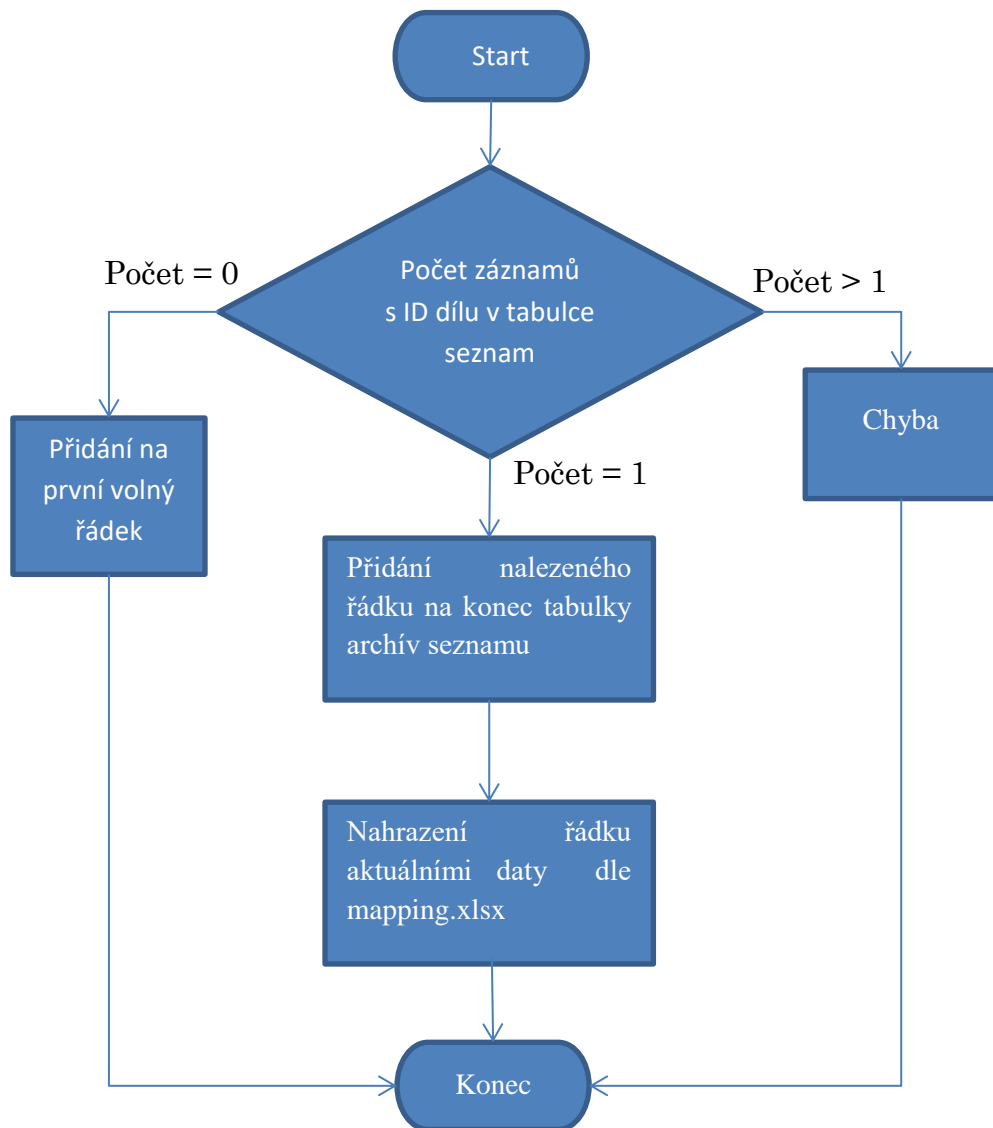 Start
Počet = 0
Počet záznamů
s ID dílu v tabulce
seznam
Počet > 1
Přidání na
první volný
řádek
Počet = 1
Chyba
Přidání nalezeného
řádku na konec tabulky
archív seznamu
Nahrazení řádku
aktuálními daty dle
mapping.xlsx
Konec